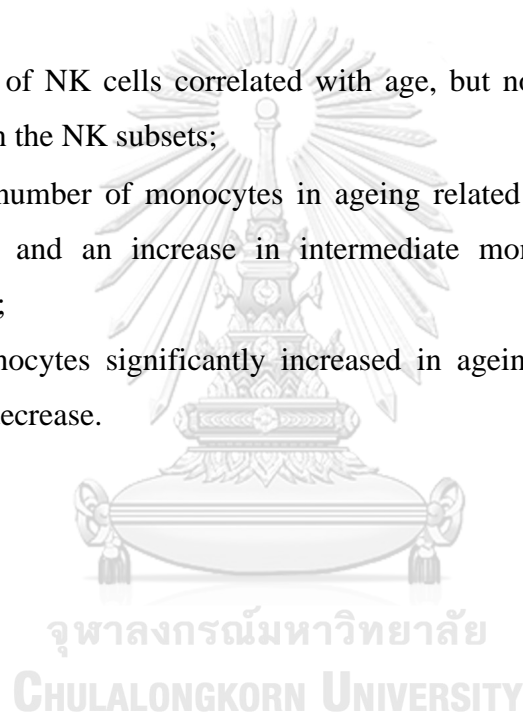 of NK cells correlated with age, but no
the NK subsets;
number of monocytes in ageing related
and an increase in intermediate mon
;
nocytes significantly increased in agein
ecrease.
จุฬาลงกรณ์มหาวิทยาลัย
CHULALONGKORN UNIVERSITY